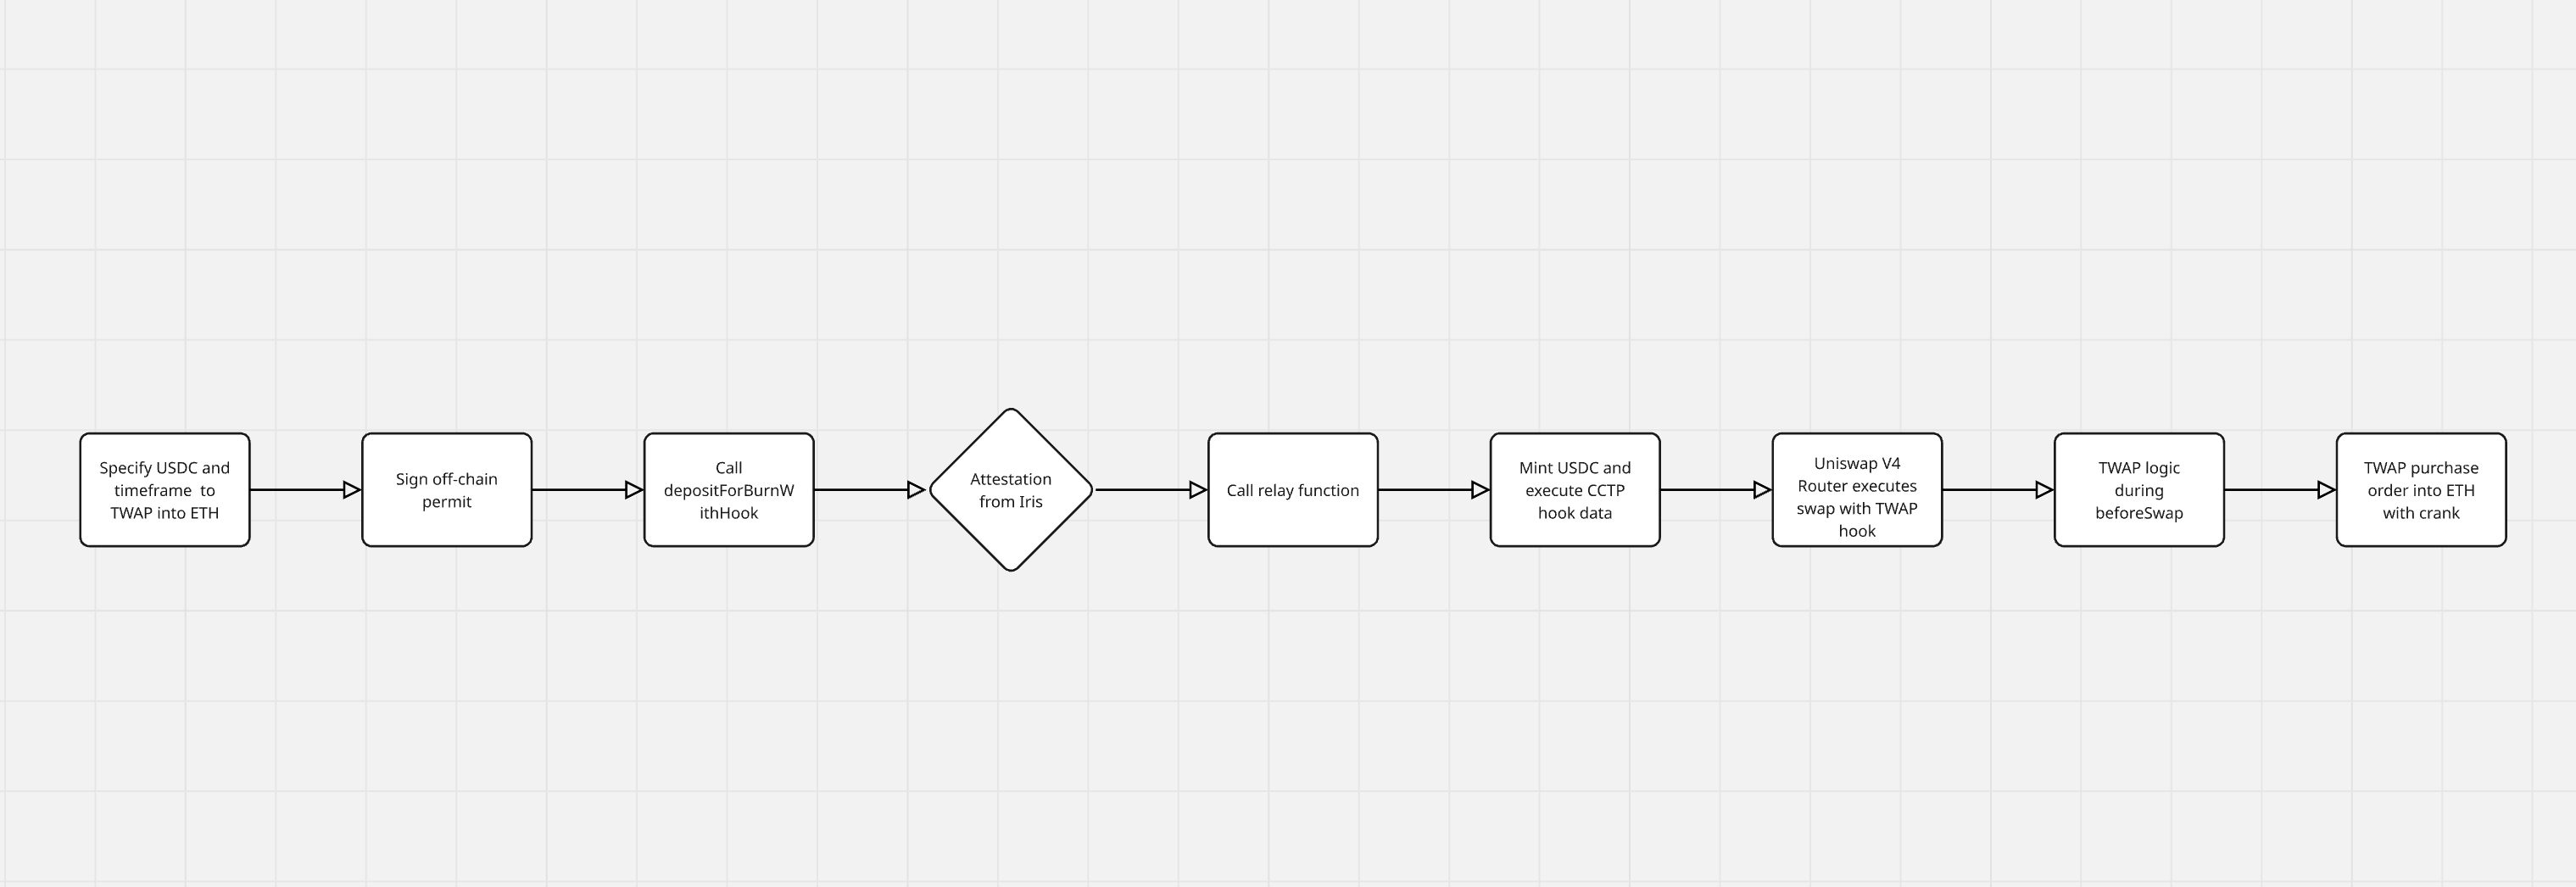 Specify USDC and
timeframe  to
TWAP into ETH
Sign off-chain
permit
Call
depositForBurnW
ithHook
Attestation
from Iris
Call relay function
Mint USDC and
execute CCTP
hook data
Uniswap V4
Router executes
swap with TWAP
hook
TWAP logic
during
beforeSwap
TWAP purchase
order into ETH
with crank